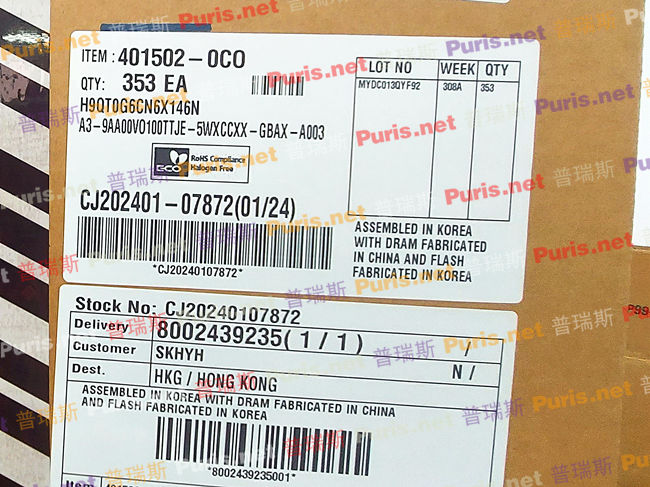 ITEM : 401502-0C0
QTY: 353 EA
H9QT0G6CN6X146N
A3-9AA00V0100TTJE-5WXCCXX-GBAX-A003
ECO
RoHS Compliance
Halogen Free
CJ202401-07872(01/24)
*CJ20240107872*
LOT NO WEEK QTY
MYDC013QYF92 308A 353
ASSEMBLED IN KOREA
WITH DRAM FABRICATED
IN CHINA AND FLASH
FABRICATED IN KOREA
Stock No: CJ20240107872
Delivery 8002439235( 1 / 1 ) /
Customer SKHYH N /
Dest. HKG / HONG KONG
ASSEMBLED IN KOREA WITH DRAM FABRICATED IN CHINA
AND FLASH FABRICATED IN KOREA
*8002439235001*
Item
普瑞斯 Puris.net